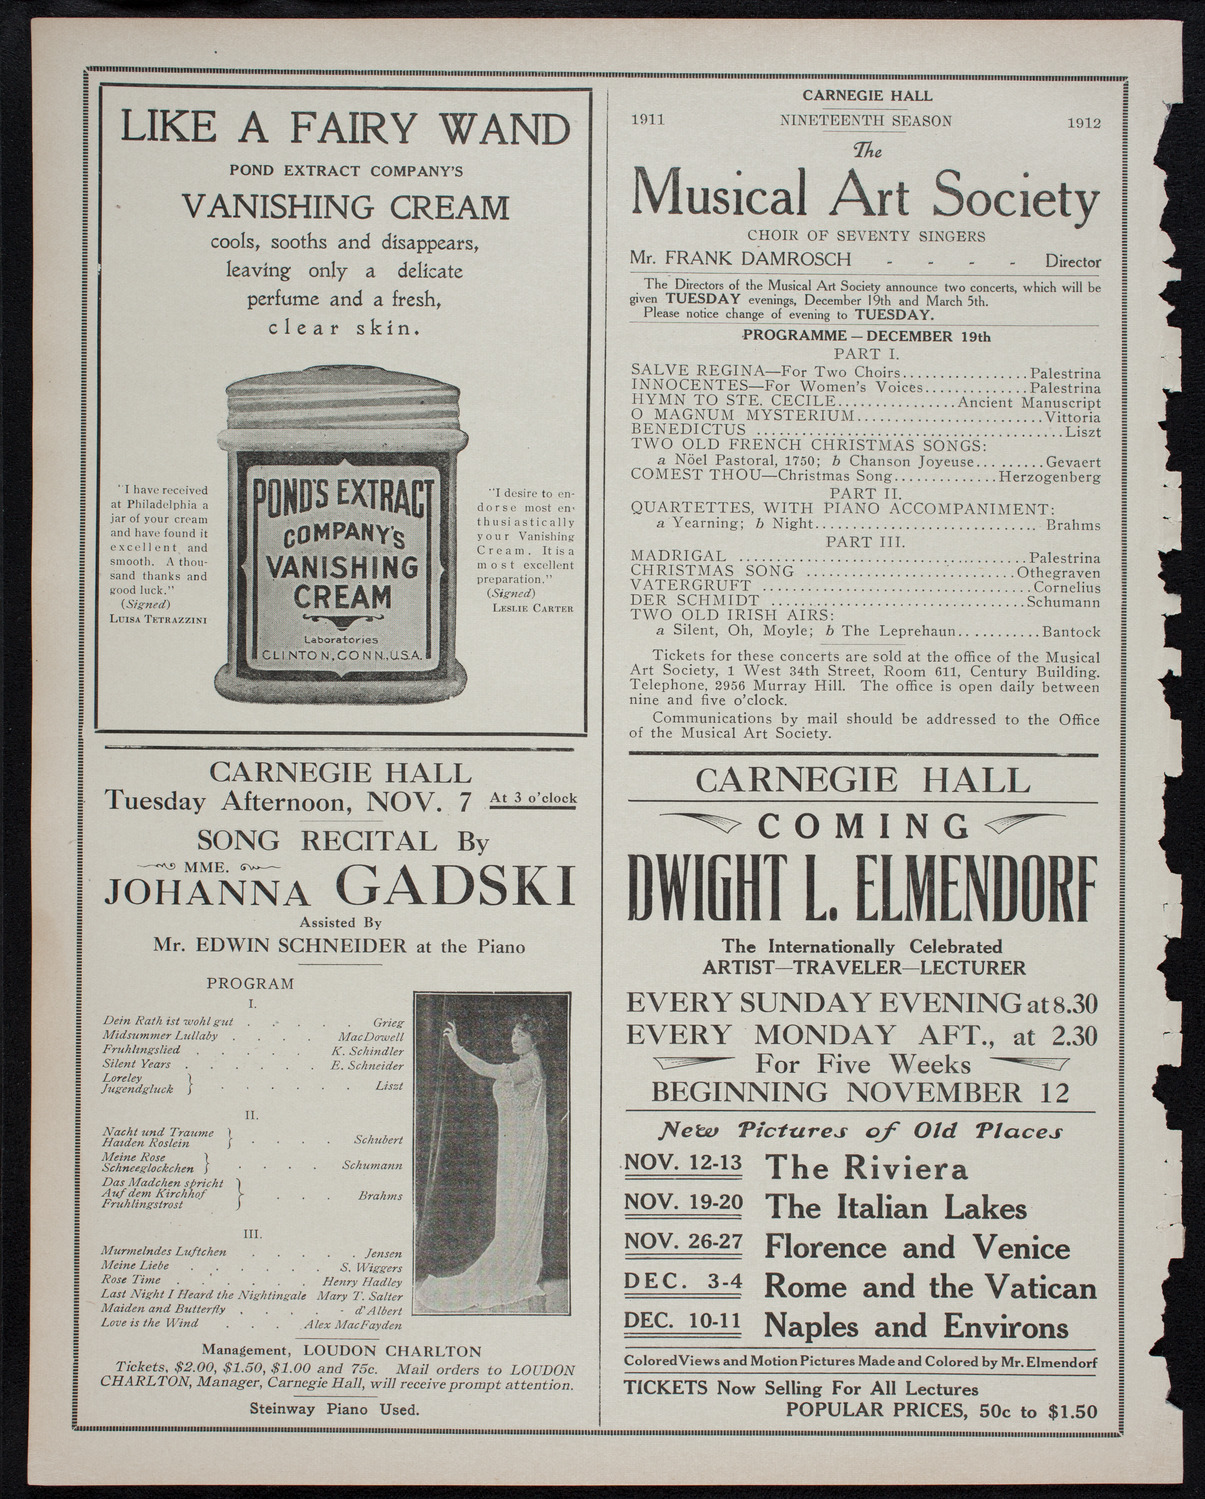 LIKE A FAIRY WAND
POND EXTRACT COMPANY'S
VANISHING CREAM
cools, sooths and disappears,
leaving only a delicate
perfume and a fresh,
clear skin.
"I have received
at Philadelphia a
jar of your cream
and have found it
excellent and
smooth. A thou-
sand thanks and
good luck."
(Signed)
LUISA TETRAZZINI
POND'S EXTRACT
COMPANY'S
VANISHING
CREAM
Laboratories
CLINTON, CONN., U.S.A.
"I desire to en-
dorse most en-
thusiastically
your Vanishing
Cream. It is a
most excellent
preparation."
(Signed)
LESLIE CARTER
CARNEGIE HALL
Tuesday Afternoon, NOV. 7 At 3 o'clock
SONG RECITAL By
MME.
JOHANNA GADSKI
Assisted By
Mr. EDWIN SCHNEIDER at the Piano
PROGRAM
I.
Dein Rath ist wohl gut . . . . . Grieg
Midsummer Lullaby . . . . MacDowell
Fruhlingslied . . . . . K. Schindler
Silent Years . . . . . . E. Schneider
Loreley
Jugendgluck } . . . . . . Liszt
II.
Nacht und Traume
Haiden Roslein } . . . . Schubert
Meine Rose
Schneeglockchen } . . . . Schumann
Das Madchen spricht
Auf dem Kirchhof
Fruhlingstrost } . . . Brahms
III.
Murmelndes Luftchen . . . . . Jensen
Meine Liebe . . . . . . S. Wiggers
Rose Time . . . . . . Henry Hadley
Last Night I Heard the Nightingale Mary T. Salter
Maiden and Butterfly . . . . . d'Albert
Love is the Wind . . . Alex MacFayden
Management, LOUDON CHARLTON
Tickets, $2.00, $1.50, $1.00 and 75c. Mail orders to LOUDON
CHARLTON, Manager, Carnegie Hall, will receive prompt attention.
Steinway Piano Used.
CARNEGIE HALL
1911 NINETEENTH SEASON 1912
The
Musical Art Society
CHOIR OF SEVENTY SINGERS
Mr. FRANK DAMROSCH - - - - Director
The Directors of the Musical Art Society announce two concerts, which will be
given TUESDAY evenings, December 19th and March 5th.
Please notice change of evening to TUESDAY.
PROGRAMME—DECEMBER 19th
PART I.
SALVE REGINA—For Two Choirs................Palestrina
INNOCENTES—For Women's Voices..............Palestrina
HYMN TO STE. CECILE................Ancient Manuscript
O MAGNUM MYSTERIUM........................Vittoria
BENEDICTUS ........................................Liszt
TWO OLD FRENCH CHRISTMAS SONGS:
a Nöel Pastoral, 1750; b Chanson Joyeuse.........Gevaert
COMEST THOU—Christmas Song.............Herzogenberg
PART II.
QUARTETTES, WITH PIANO ACCOMPANIMENT:
a Yearning; b Night............................. Brahms
PART III.
MADRIGAL ......................................Palestrina
CHRISTMAS SONG ............................Othegraven
VATERGRUFT .....................................Cornelius
DER SCHMIDT ...................................Schumann
TWO OLD IRISH AIRS:
a Silent, Oh, Moyle; b The Leprehaun...........Bantock
Tickets for these concerts are sold at the office of the Musical
Art Society, 1 West 34th Street, Room 611, Century Building.
Telephone, 2956 Murray Hill. The office is open daily between
nine and five o'clock.
Communications by mail should be addressed to the Office
of the Musical Art Society.
CARNEGIE HALL
COMING
DWIGHT L. ELMENDORF
The Internationally Celebrated
ARTIST—TRAVELER—LECTURER
EVERY SUNDAY EVENING at 8.30
EVERY MONDAY AFT., at 2.30
For Five Weeks
BEGINNING NOVEMBER 12
New Pictures of Old Places
NOV. 12-13 The Riviera
NOV. 19-20 The Italian Lakes
NOV. 26-27 Florence and Venice
DEC. 3-4 Rome and the Vatican
DEC. 10-11 Naples and Environs
Colored Views and Motion Pictures Made and Colored by Mr. Elmendorf
TICKETS Now Selling For All Lectures
POPULAR PRICES, 50c to $1.50